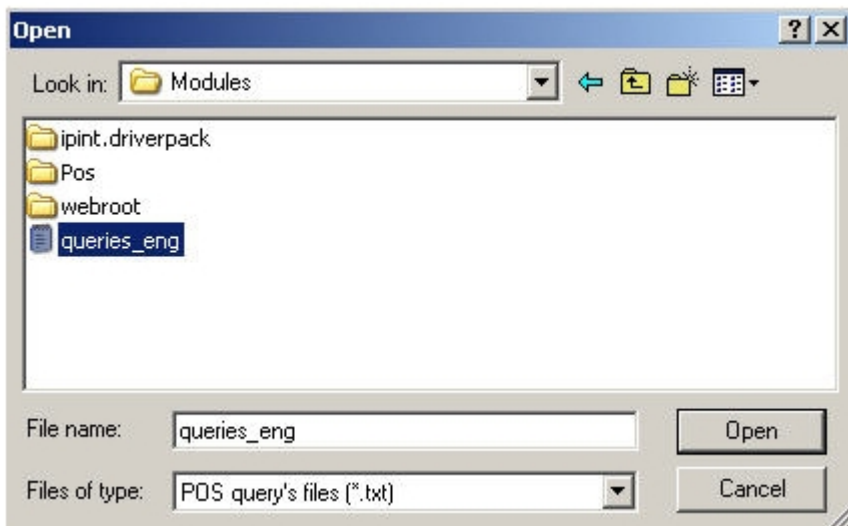 Open
Look in: Modules
ipint.driverpack
Pos
webroot
queries_eng
File name: queries_eng Open
Files of type: POS query's files (*.txt) Cancel